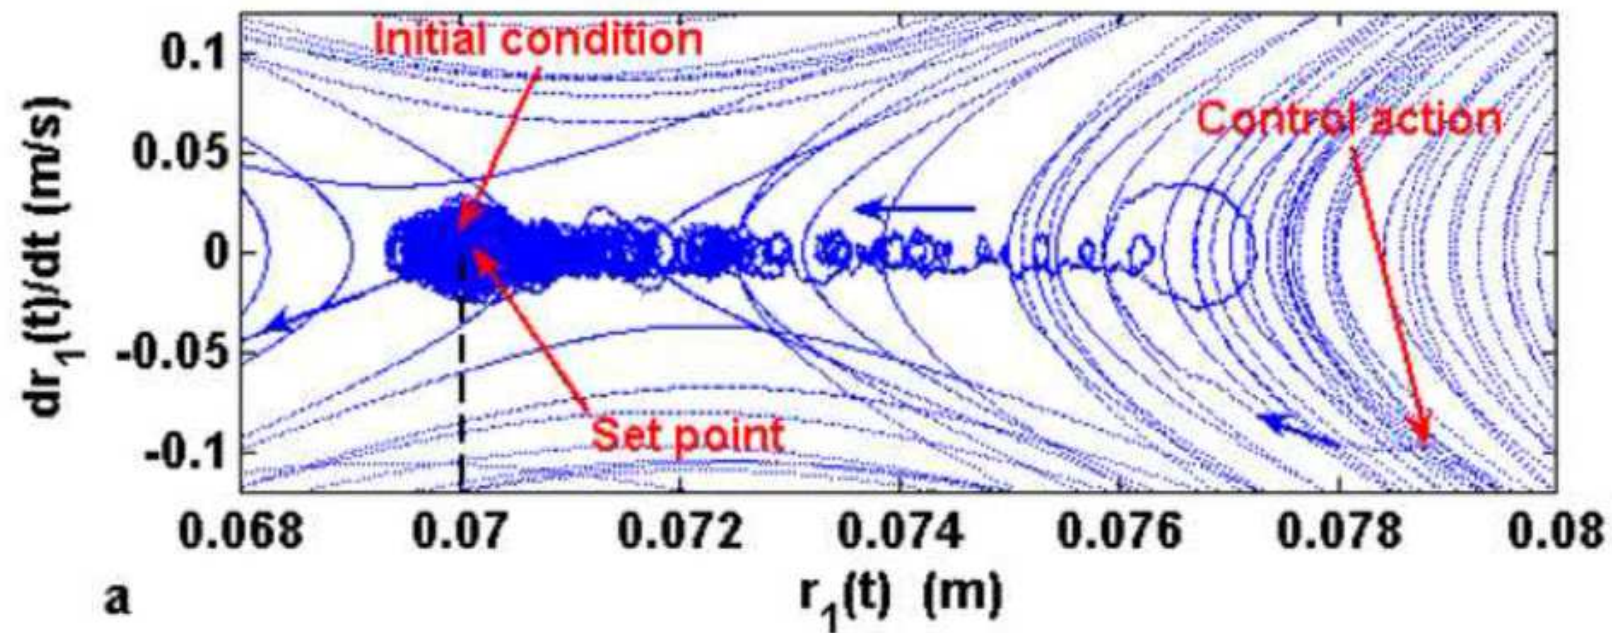 Initial condition
Control action
Set point
0.1
0.05
0
-0.05
-0.1
dr₁(t)/dt (m/s)
0.068 0.07 0.072 0.074 0.076 0.078 0.08
r₁(t) (m)
a